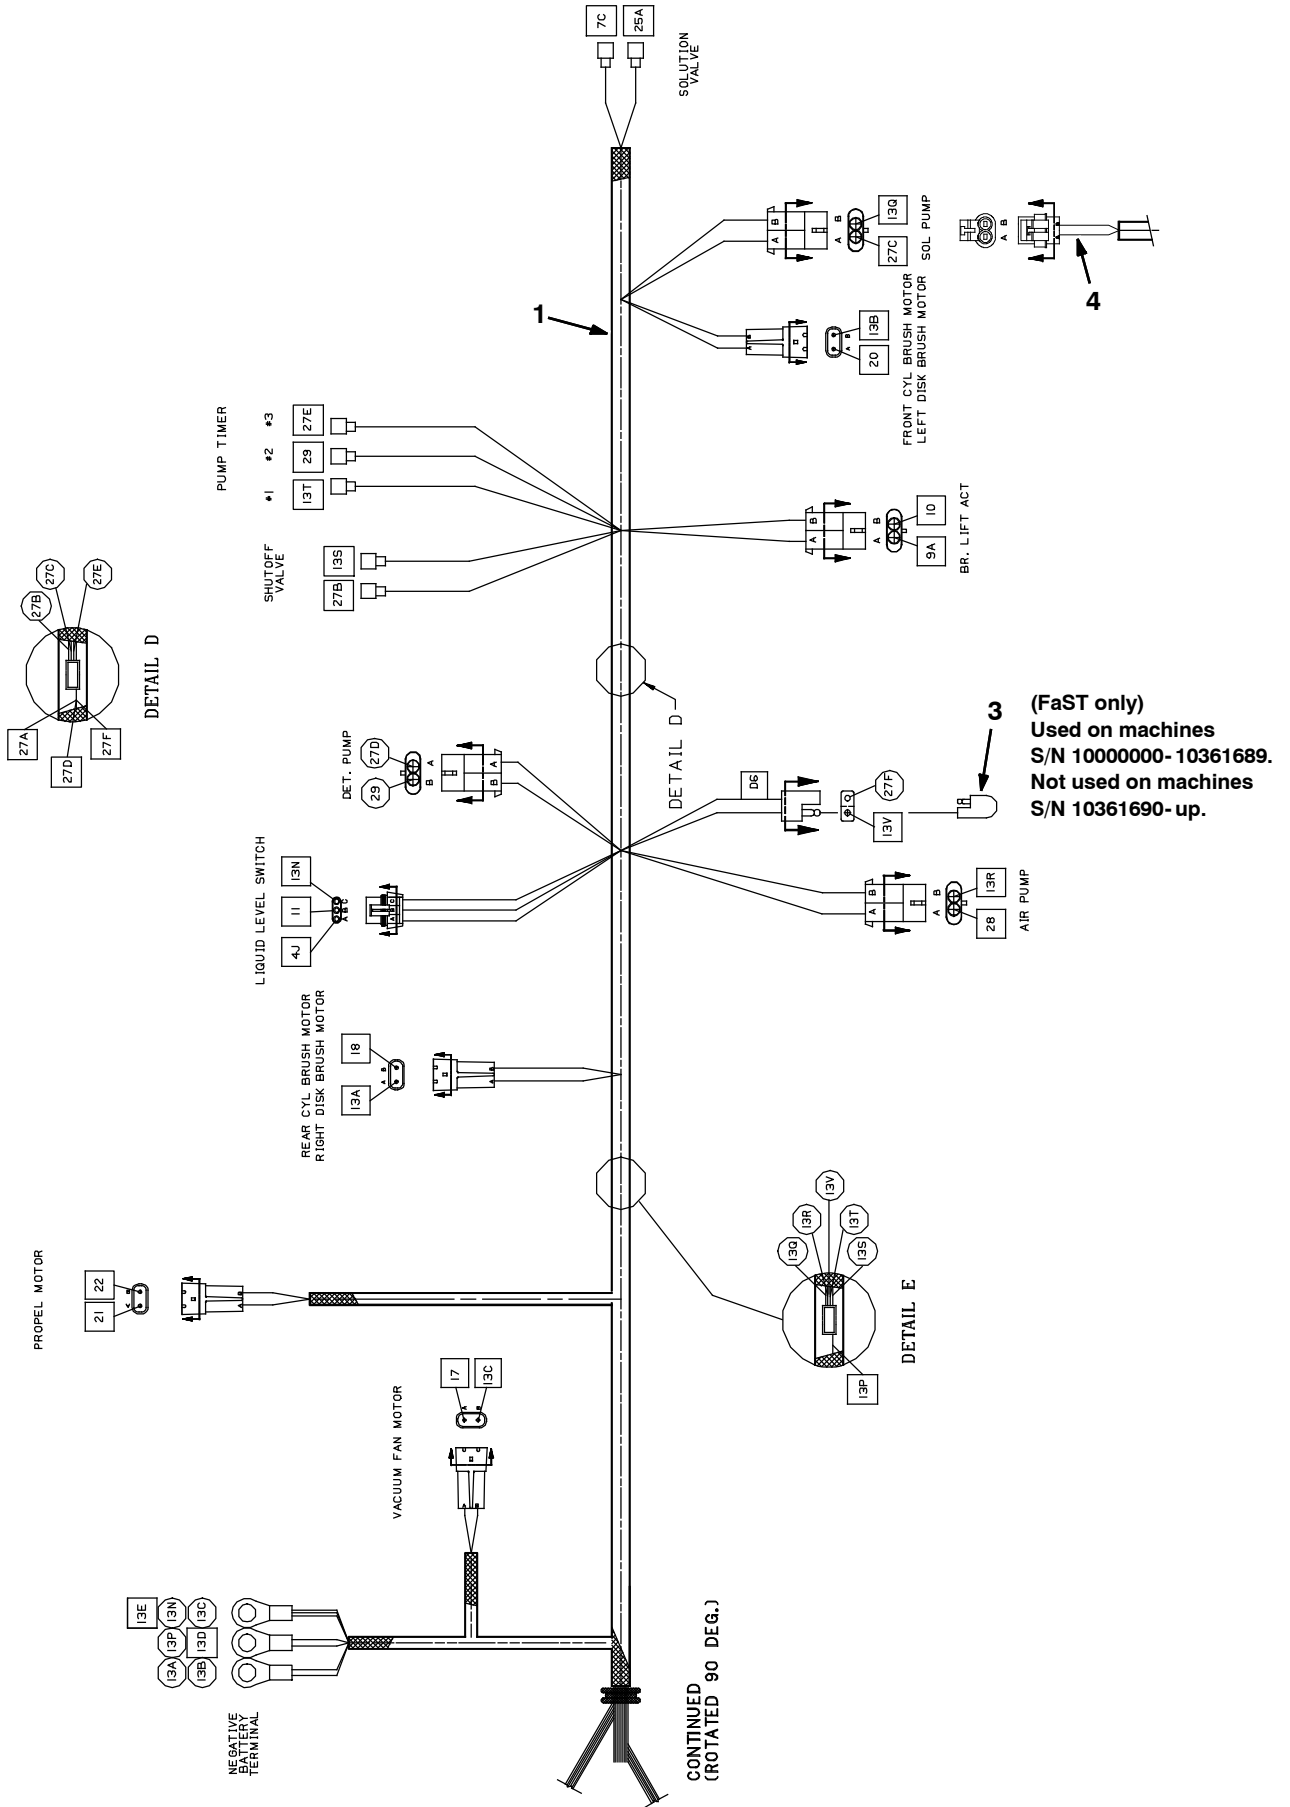 7C
25A
SOLUTION
VALVE
B
A
B
A
13Q
27C
SOL PUMP
B
A
4
1
B
A
B
A
13B
20
FRONT CYL BRUSH MOTOR
LEFT DISK BRUSH MOTOR
PUMP TIMER
#1 #2 #3
13T
29
27E
SHUTOFF
VALVE
13S
27B
B
A
B
A
10
9A
BR. LIFT ACT
27B
27C
27E
27A
27D
27F
DETAIL D
DETAIL D
DET. PUMP
27D
29
A
B
A
B
D6
27F
13V
3
(FaST only)
Used on machines
S/N 10000000-10361689.
Not used on machines
S/N 10361690-up.
LIQUID LEVEL SWITCH
13N
11
4J
A B C
A B C
B
A
B
A
13R
28
AIR PUMP
REAR CYL BRUSH MOTOR
RIGHT DISK BRUSH MOTOR
18
13A
B
A
B
A
13Q
13R
13V
13T
13S
13P
DETAIL E
PROPEL MOTOR
22
21
B
A
B
A
VACUUM FAN MOTOR
17
13C
A
B
A
B
13E
13N
13C
13P
13D
13A
13B
NEGATIVE
BATTERY
TERMINAL
CONTINUED
(ROTATED 90 DEG.)